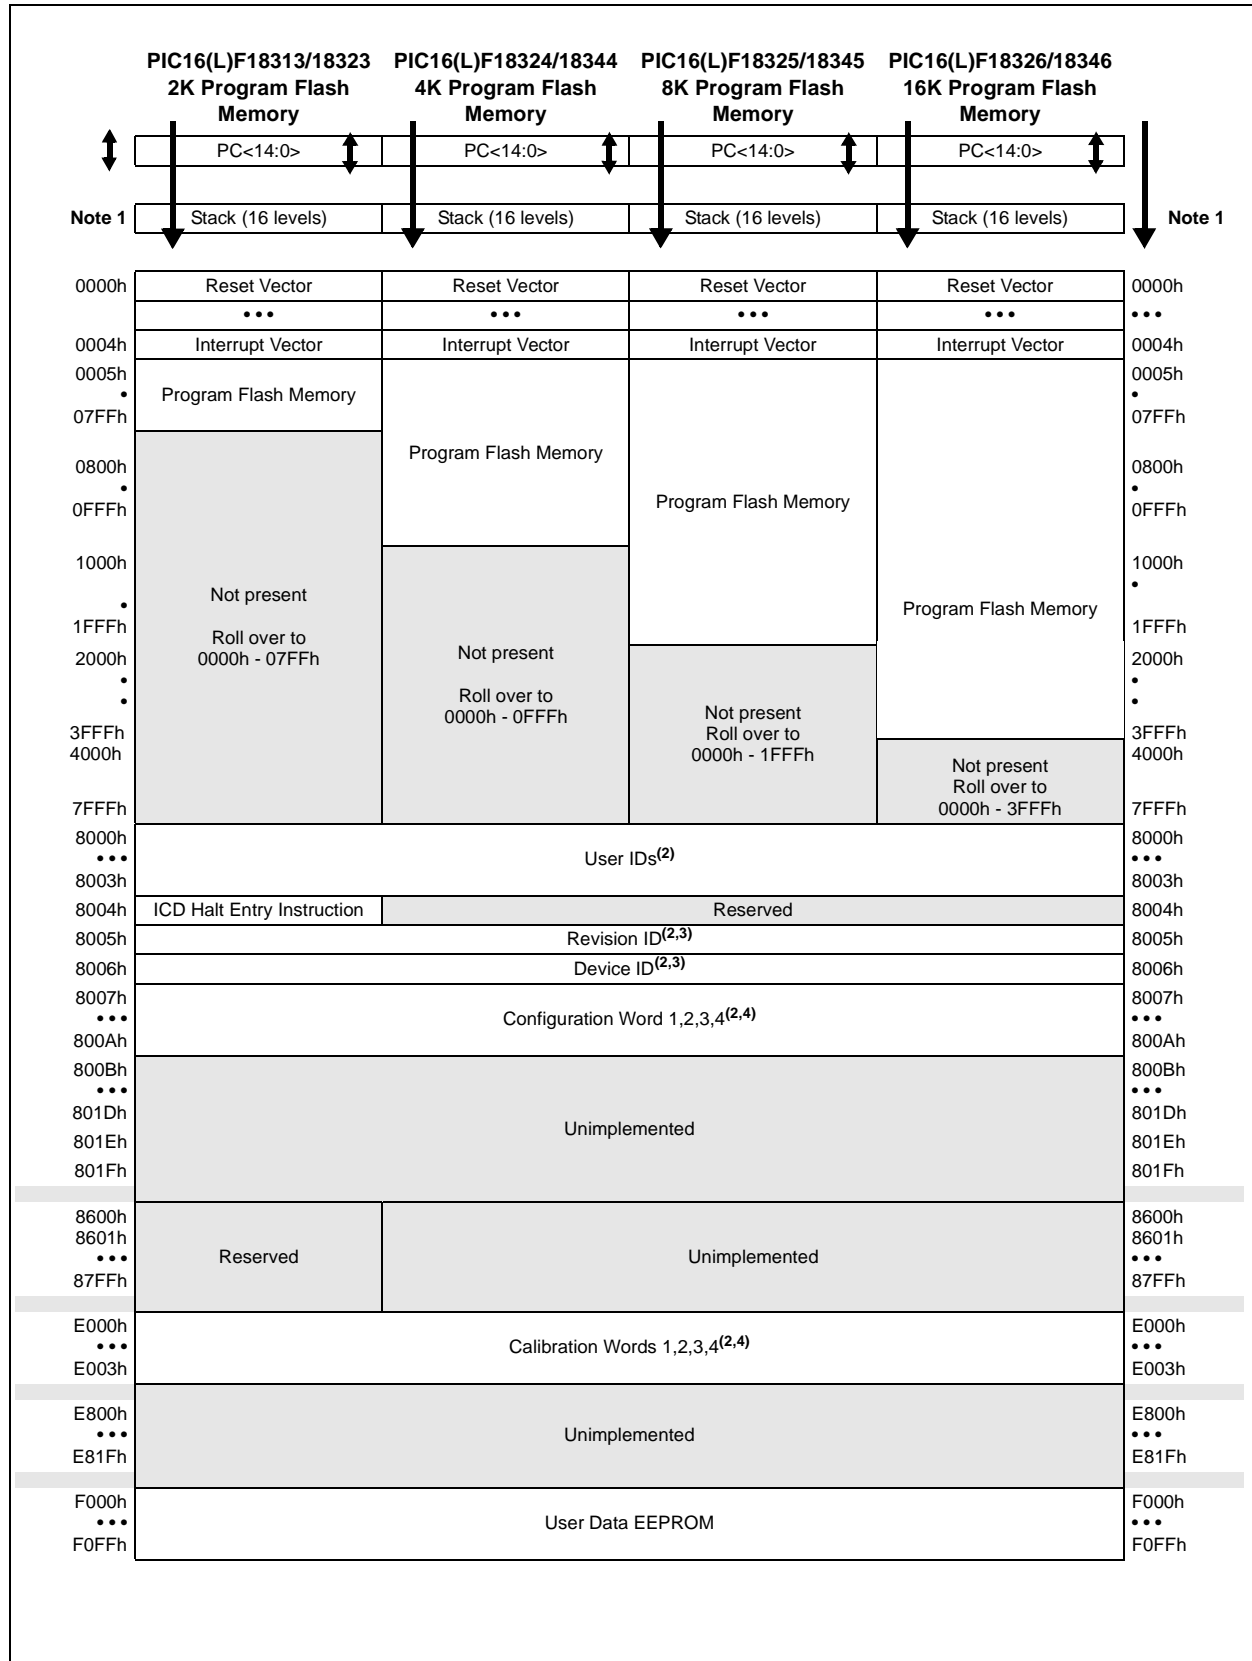 PIC16(L)F18313/18323 PIC16(L)F18324/18344 PIC16(L)F18325/18345 PIC16(L)F18326/18346
2K Program Flash 4K Program Flash 8K Program Flash 16K Program Flash
Memory Memory Memory Memory
PC<14:0> PC<14:0> PC<14:0> PC<14:0>
Note 1 Stack (16 levels) Stack (16 levels) Stack (16 levels) Stack (16 levels) Note 1
0000h Reset Vector Reset Vector Reset Vector Reset Vector 0000h
••• ••• ••• ••• •••
0004h Interrupt Vector Interrupt Vector Interrupt Vector Interrupt Vector 0004h
0005h 0005h
• Program Flash Memory •
07FFh 07FFh
Program Flash Memory
0800h 0800h
• •
Program Flash Memory
0FFFh 0FFFh
1000h 1000h
•
Not present
•
Program Flash Memory
1FFFh 1FFFh
Roll over to
2000h 0000h - 07FFh Not present 2000h
• •
Roll over to
• •
0000h - 0FFFh Not present
3FFFh Roll over to 3FFFh
4000h 0000h - 1FFFh 4000h
Not present
Roll over to
7FFFh 0000h - 3FFFh 7FFFh
8000h 8000h
••• User IDs(2) •••
8003h 8003h
8004h ICD Halt Entry Instruction Reserved 8004h
8005h Revision ID(2,3) 8005h
8006h Device ID(2,3) 8006h
8007h 8007h
••• Configuration Word 1,2,3,4(2,4) •••
800Ah 800Ah
800Bh 800Bh
••• •••
801Dh 801Dh
Unimplemented
801Eh 801Eh
801Fh 801Fh
8600h 8600h
8601h 8601h
••• Reserved Unimplemented •••
87FFh 87FFh
E000h E000h
••• Calibration Words 1,2,3,4(2,4) •••
E003h E003h
E800h E800h
••• Unimplemented •••
E81Fh E81Fh
F000h F000h
••• User Data EEPROM •••
F0FFh F0FFh